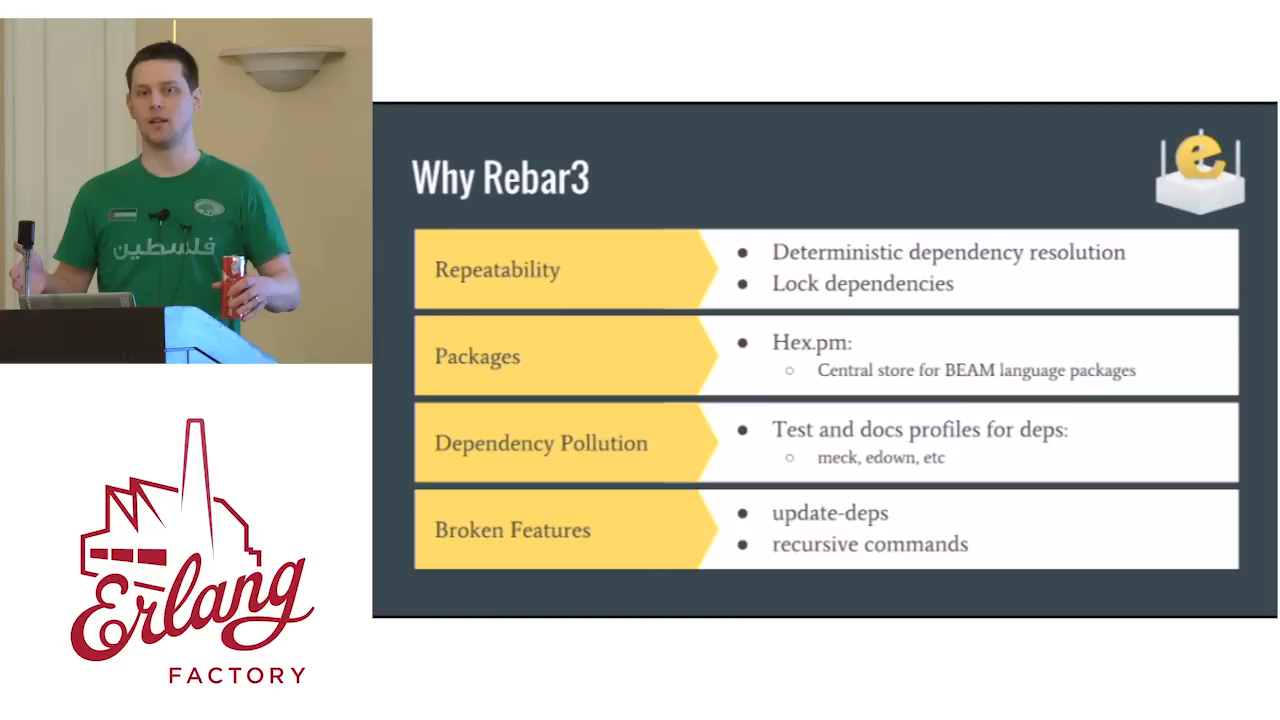 فلسطين
Why Rebar3
Repeatability
● Deterministic dependency resolution
● Lock dependencies
Packages
● Hex.pm:
○ Central store for BEAM language packages
Dependency Pollution
● Test and docs profiles for deps:
○ meck, edown, etc
Broken Features
● update-deps
● recursive commands
Erlang
FACTORY